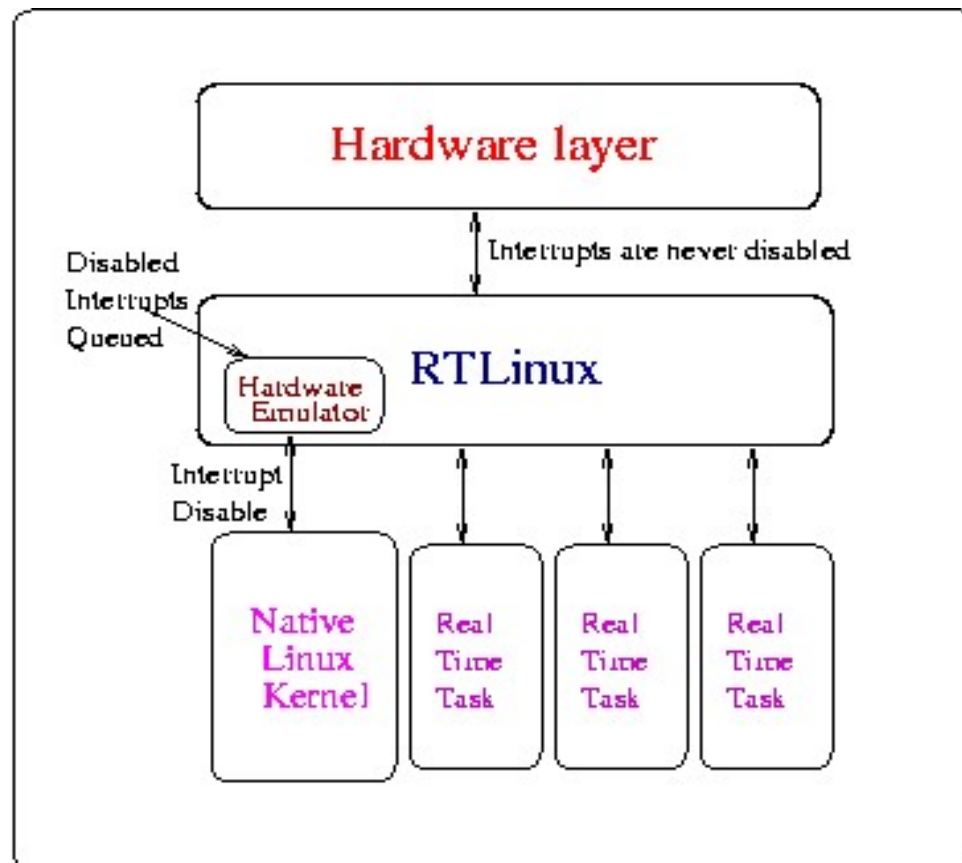 Hardware layer
Interrupts are never disabled
Disabled
Interrupts
Queued
RTLinux
Hardware
Emulator
Interrupt
Disable
Native
Linux
Kernel
Real
Time
Task
Real
Time
Task
Real
Time
Task